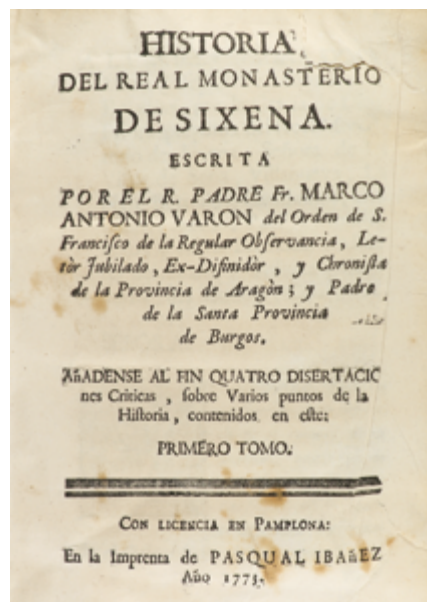 HISTORIA,
DEL REAL MONASTERIO
DE SIXENA.
ESCRITA
POR EL R. PADRE Fr. MARCO
ANTONIO VARON del Orden de S.
Franciſco de la Regular Obſervancia, Le-
tòr Jubilado, Ex-Difinidòr, y Chroniſta
de la Provincia de Aragòn; y Padre
de la Santa Provincia
de Burgos.
AñADENSE AL FIN QUATRO DISERTACIO
nes Criticas, ſobre Varios puntos de la
Hiſtoria, contenidos en eſte:
PRIMERO TOMO.
CON LICENCIA EN PAMPLONA:
En la Imprenta de PASQUAL IBAñEZ
Año 1773.